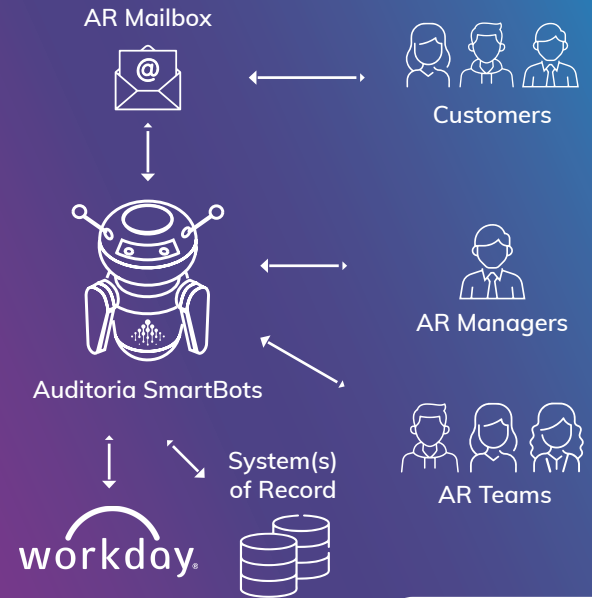 AR Mailbox
@
Customers
AR Managers
Auditoria SmartBots
System(s)
of Record
AR Teams
workday.